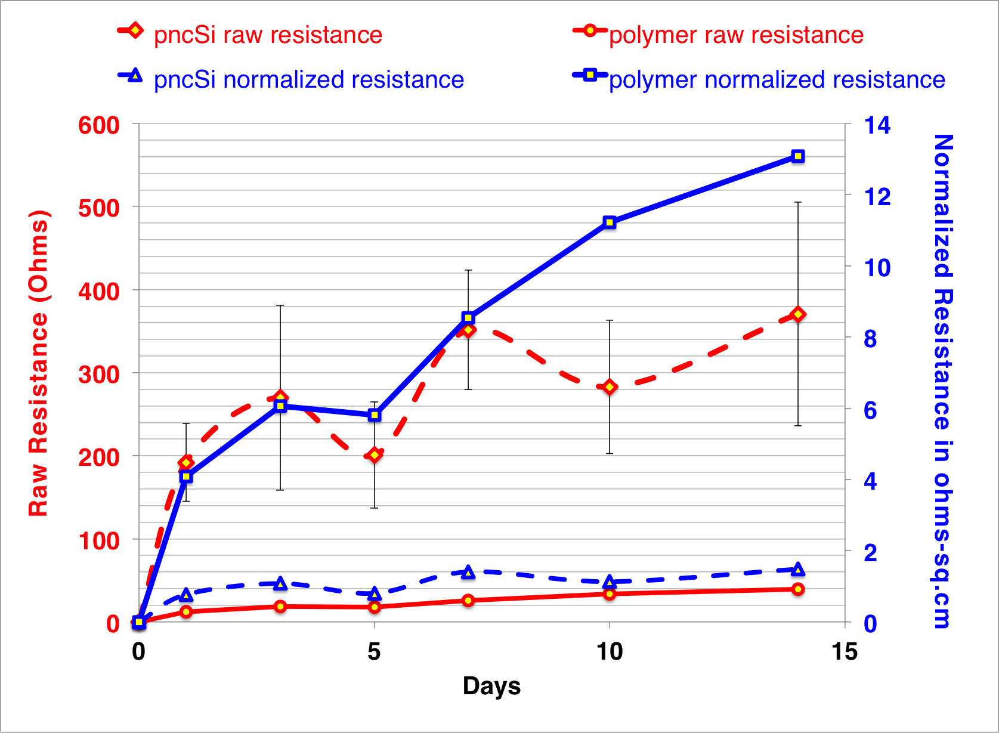 pncSi raw resistance
polymer raw resistance
pncSi normalized resistance
polymer normalized resistance
Raw Resistance (Ohms)
600
500
400
300
200
100
0
14
12
10
8
6
4
2
0
Normalized Resistance in ohms-sq.cm
0
5
10
15
Days